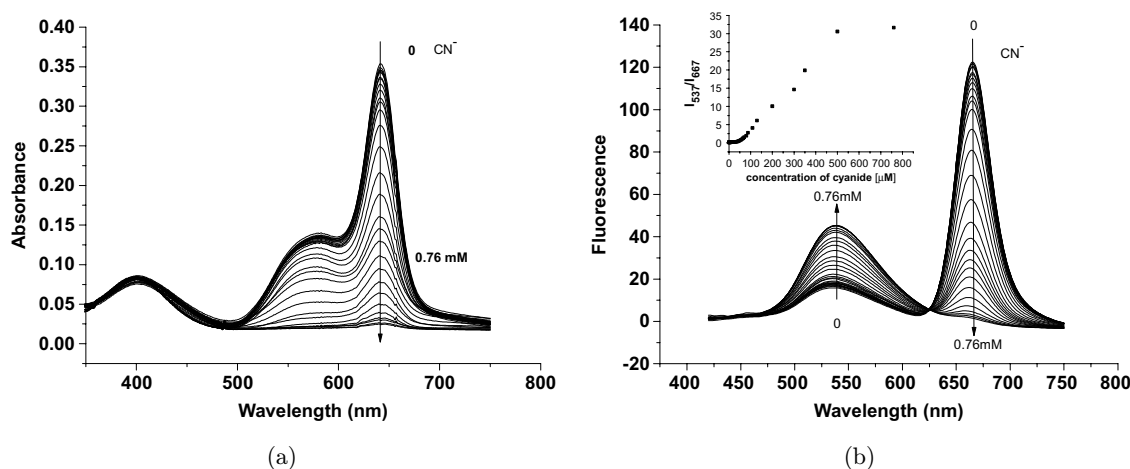 0.40
0.35
0.30
0.25
0.20
0.15
0.10
0.05
0.00
Absorbance
0 CN⁻
0.76 mM
400 500 600 700 800
Wavelength (nm)
(a)
140
120
100
80
60
40
20
0
-20
Fluorescence
35
30
25
20
15
10
5
0
I537/I667
0 100 200 300 400 500 600 700 800
concentration of cyanide [µM]
0
CN⁻
0.76mM
0
0.76mM
400 450 500 550 600 650 700 750 800
Wavelength (nm)
(b)